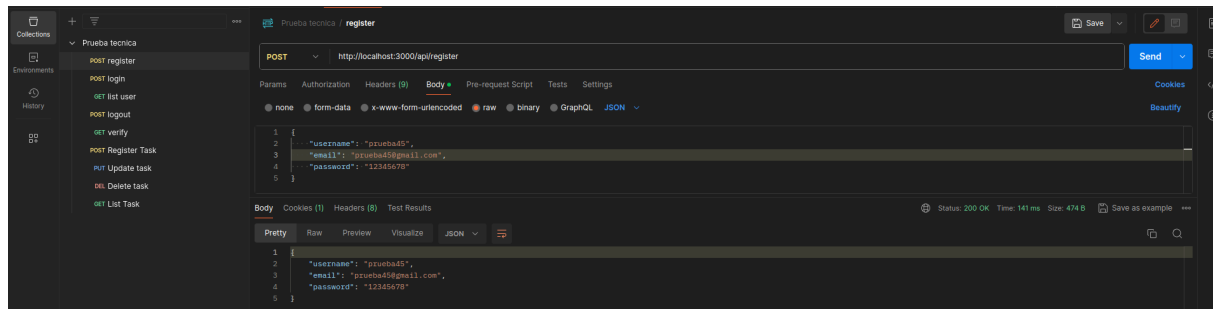 Collections
Environments
History
Prueba tecnica
POST register
POST login
GET list user
POST logout
GET verify
POST Register Task
PUT Update task
DEL Delete task
GET List Task
Prueba tecnica / register
Save
POST http://localhost:3000/api/register
Send
Params Authorization Headers (9) Body Pre-request Script Tests Settings
Cookies
none form-data x-www-form-urlencoded raw binary GraphQL JSON
Beautify
1 {
2 "username": "prueba45",
3 "email": "prueba45@gmail.com",
4 "password": "12345678"
5 }
Body Cookies (1) Headers (8) Test Results
Status: 200 OK Time: 141 ms Size: 474 B Save as example
Pretty Raw Preview Visualize JSON
1 {
2 "username": "prueba45",
3 "email": "prueba45@gmail.com",
4 "password": "12345678"
5 }